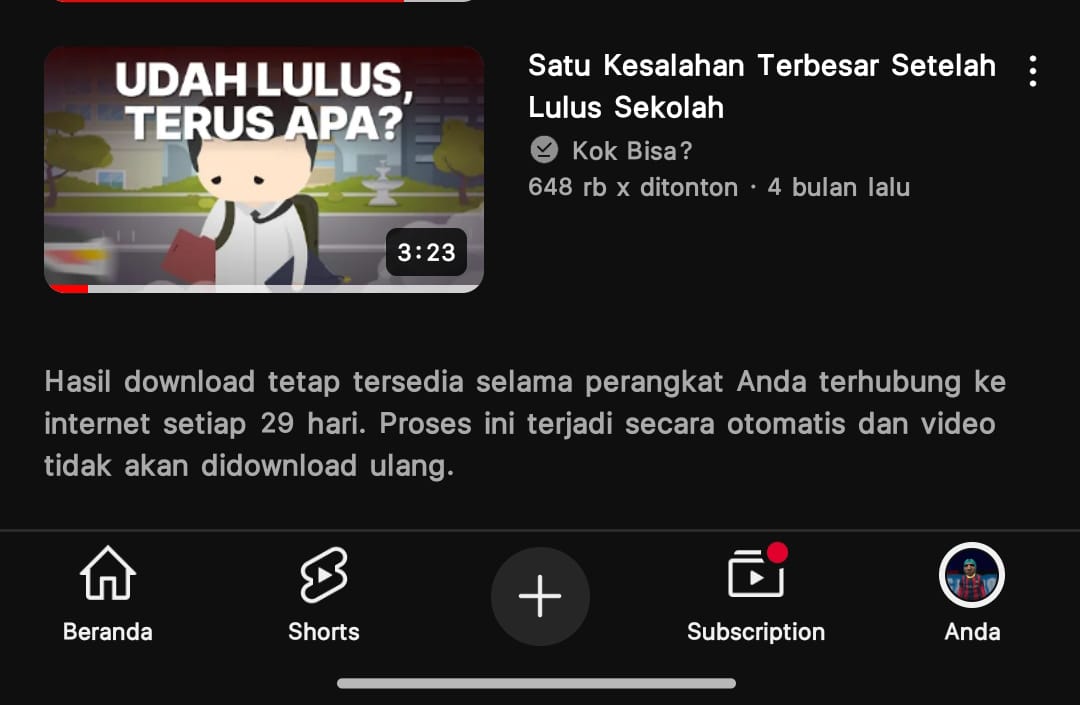 UDAH LULUS,
TERUS APA?
3:23
Satu Kesalahan Terbesar Setelah
Lulus Sekolah
Kok Bisa?
648 rb x ditonton · 4 bulan lalu
Hasil download tetap tersedia selama perangkat Anda terhubung ke
internet setiap 29 hari. Proses ini terjadi secara otomatis dan video
tidak akan didownload ulang.
Beranda
Shorts
Subscription
Anda